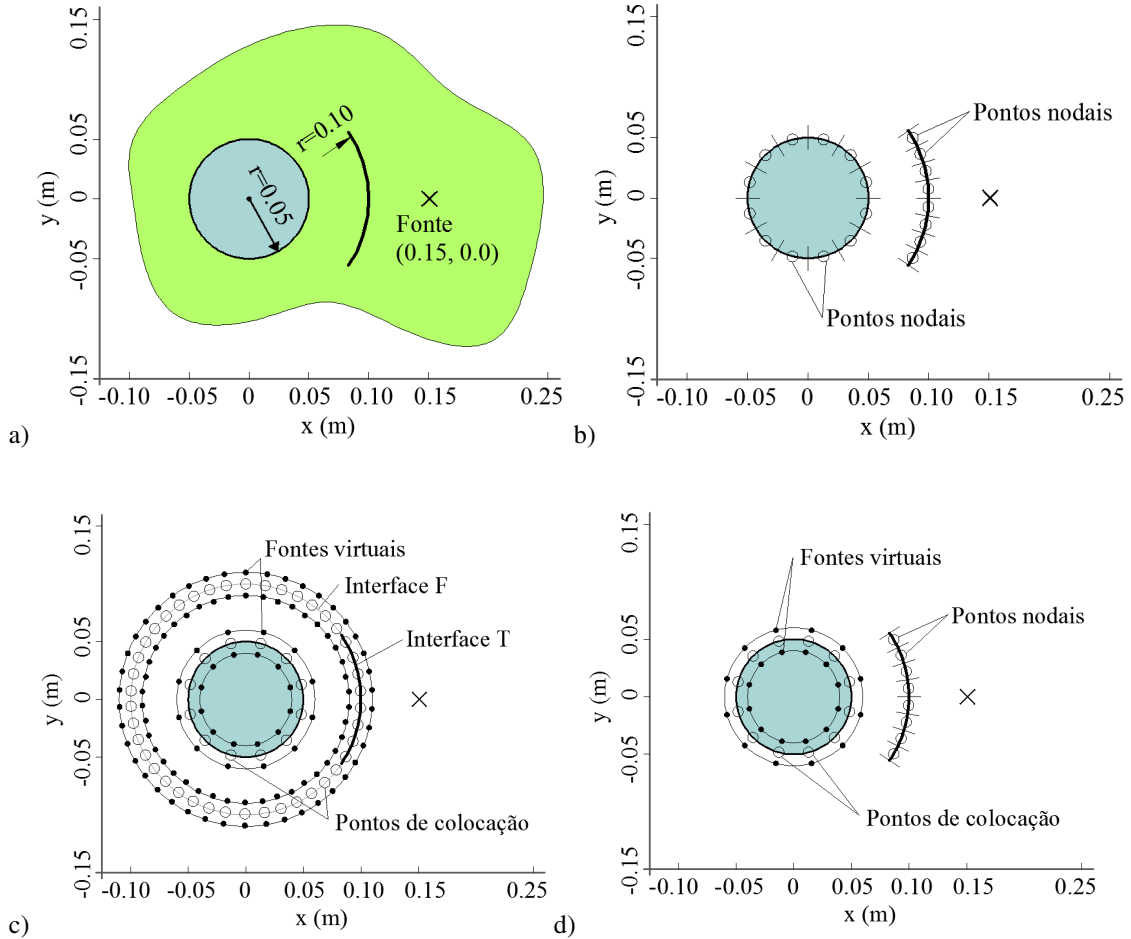 0.15
0.05
0
-0.05
-0.15
y (m)
r=0.10
r=0.05
Fonte
(0.15, 0.0)
-0.10 -0.05 0 0.05 0.10 0.15 0.25
x (m)
a)
0.15
0.05
0
-0.05
-0.15
y (m)
Pontos nodais
Pontos nodais
-0.10 -0.05 0 0.05 0.10 0.15 0.25
x (m)
b)
0.15
0.05
0
-0.05
-0.15
y (m)
Fontes virtuais
Interface F
Interface T
Pontos de colocação
-0.10 -0.05 0 0.05 0.10 0.15 0.25
x (m)
c)
0.15
0.05
0
-0.05
-0.15
y (m)
Fontes virtuais
Pontos nodais
Pontos de colocação
-0.10 -0.05 0 0.05 0.10 0.15 0.25
x (m)
d)